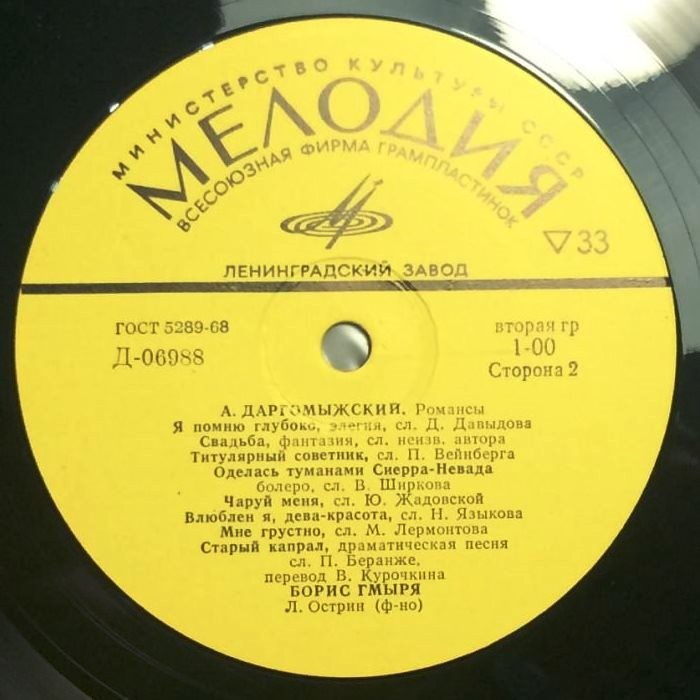 МИНИСТЕРСТВО КУЛЬТУРЫ СССР
МЕЛОДИЯ
ВСЕСОЮЗНАЯ ФИРМА ГРАМПЛАСТИНОК
▽33
ЛЕНИНГРАДСКИЙ ЗАВОД
ГОСТ 5289-68
Д-06988
вторая гр
1-00
Сторона 2
А. ДАРГОМЫЖСКИЙ. Романсы
Я помню глубоко, элегия, сл. Д. Давыдова
Свадьба, фантазия, сл. неизв. автора
Титулярный советник, сл. П. Вейнберга
Оделась туманами Сиерра-Невада
болеро, сл. В. Ширкова
Чаруй меня, сл. Ю. Жадовской
Влюблен я, дева-красота, сл. Н. Языкова
Мне грустно, сл. М. Лермонтова
Старый капрал, драматическая песня
сл. П. Беранже,
перевод В. Курочкина
БОРИС ГМЫРЯ
Л. Острин (ф-но)